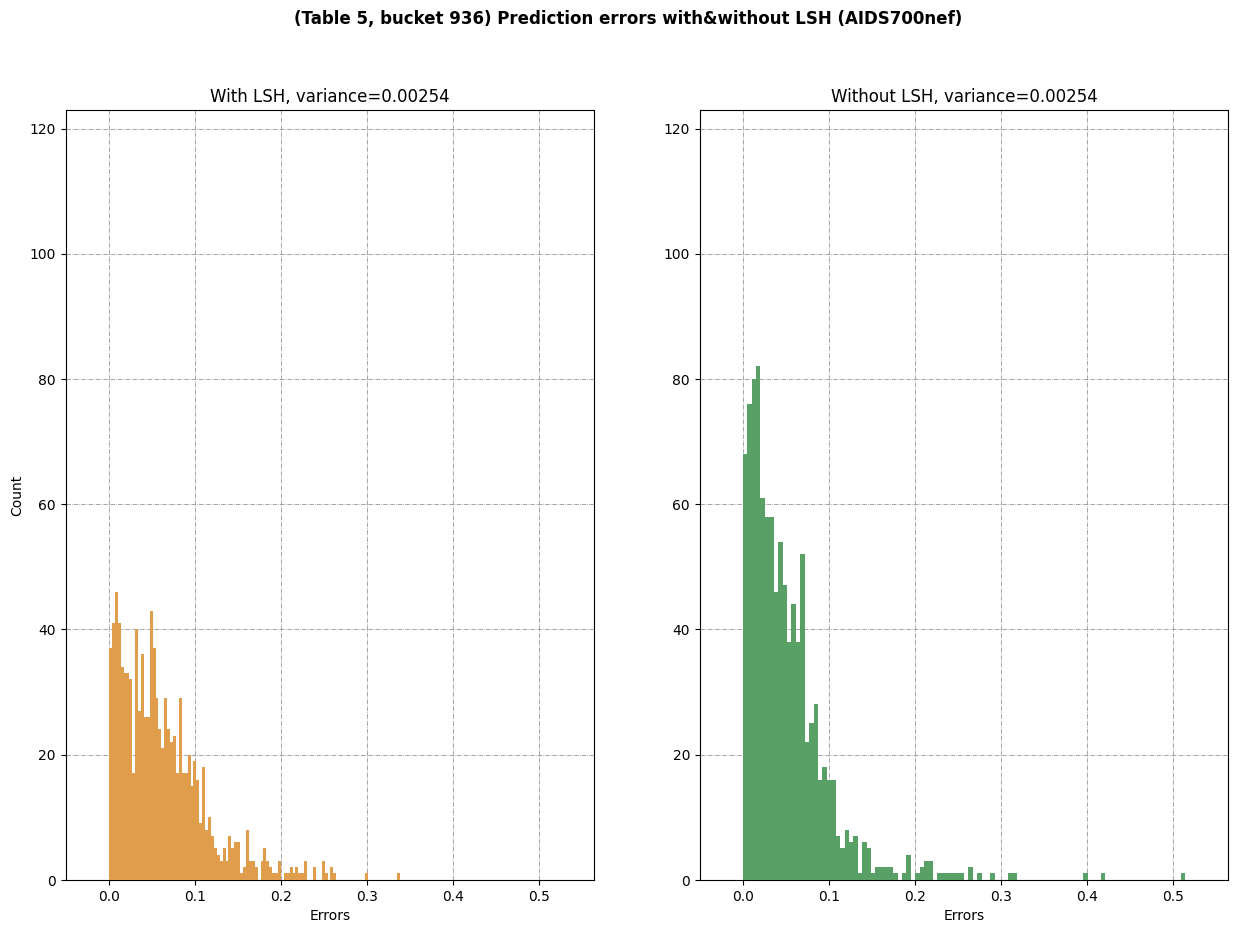 (Table 5, bucket 936) Prediction errors with&without LSH (AIDS700nef)
With LSH, variance=0.00254
120
100
80
60
40
20
0
Count
0.0 0.1 0.2 0.3 0.4 0.5
Errors
Without LSH, variance=0.00254
120
100
80
60
40
20
0
0.0 0.1 0.2 0.3 0.4 0.5
Errors